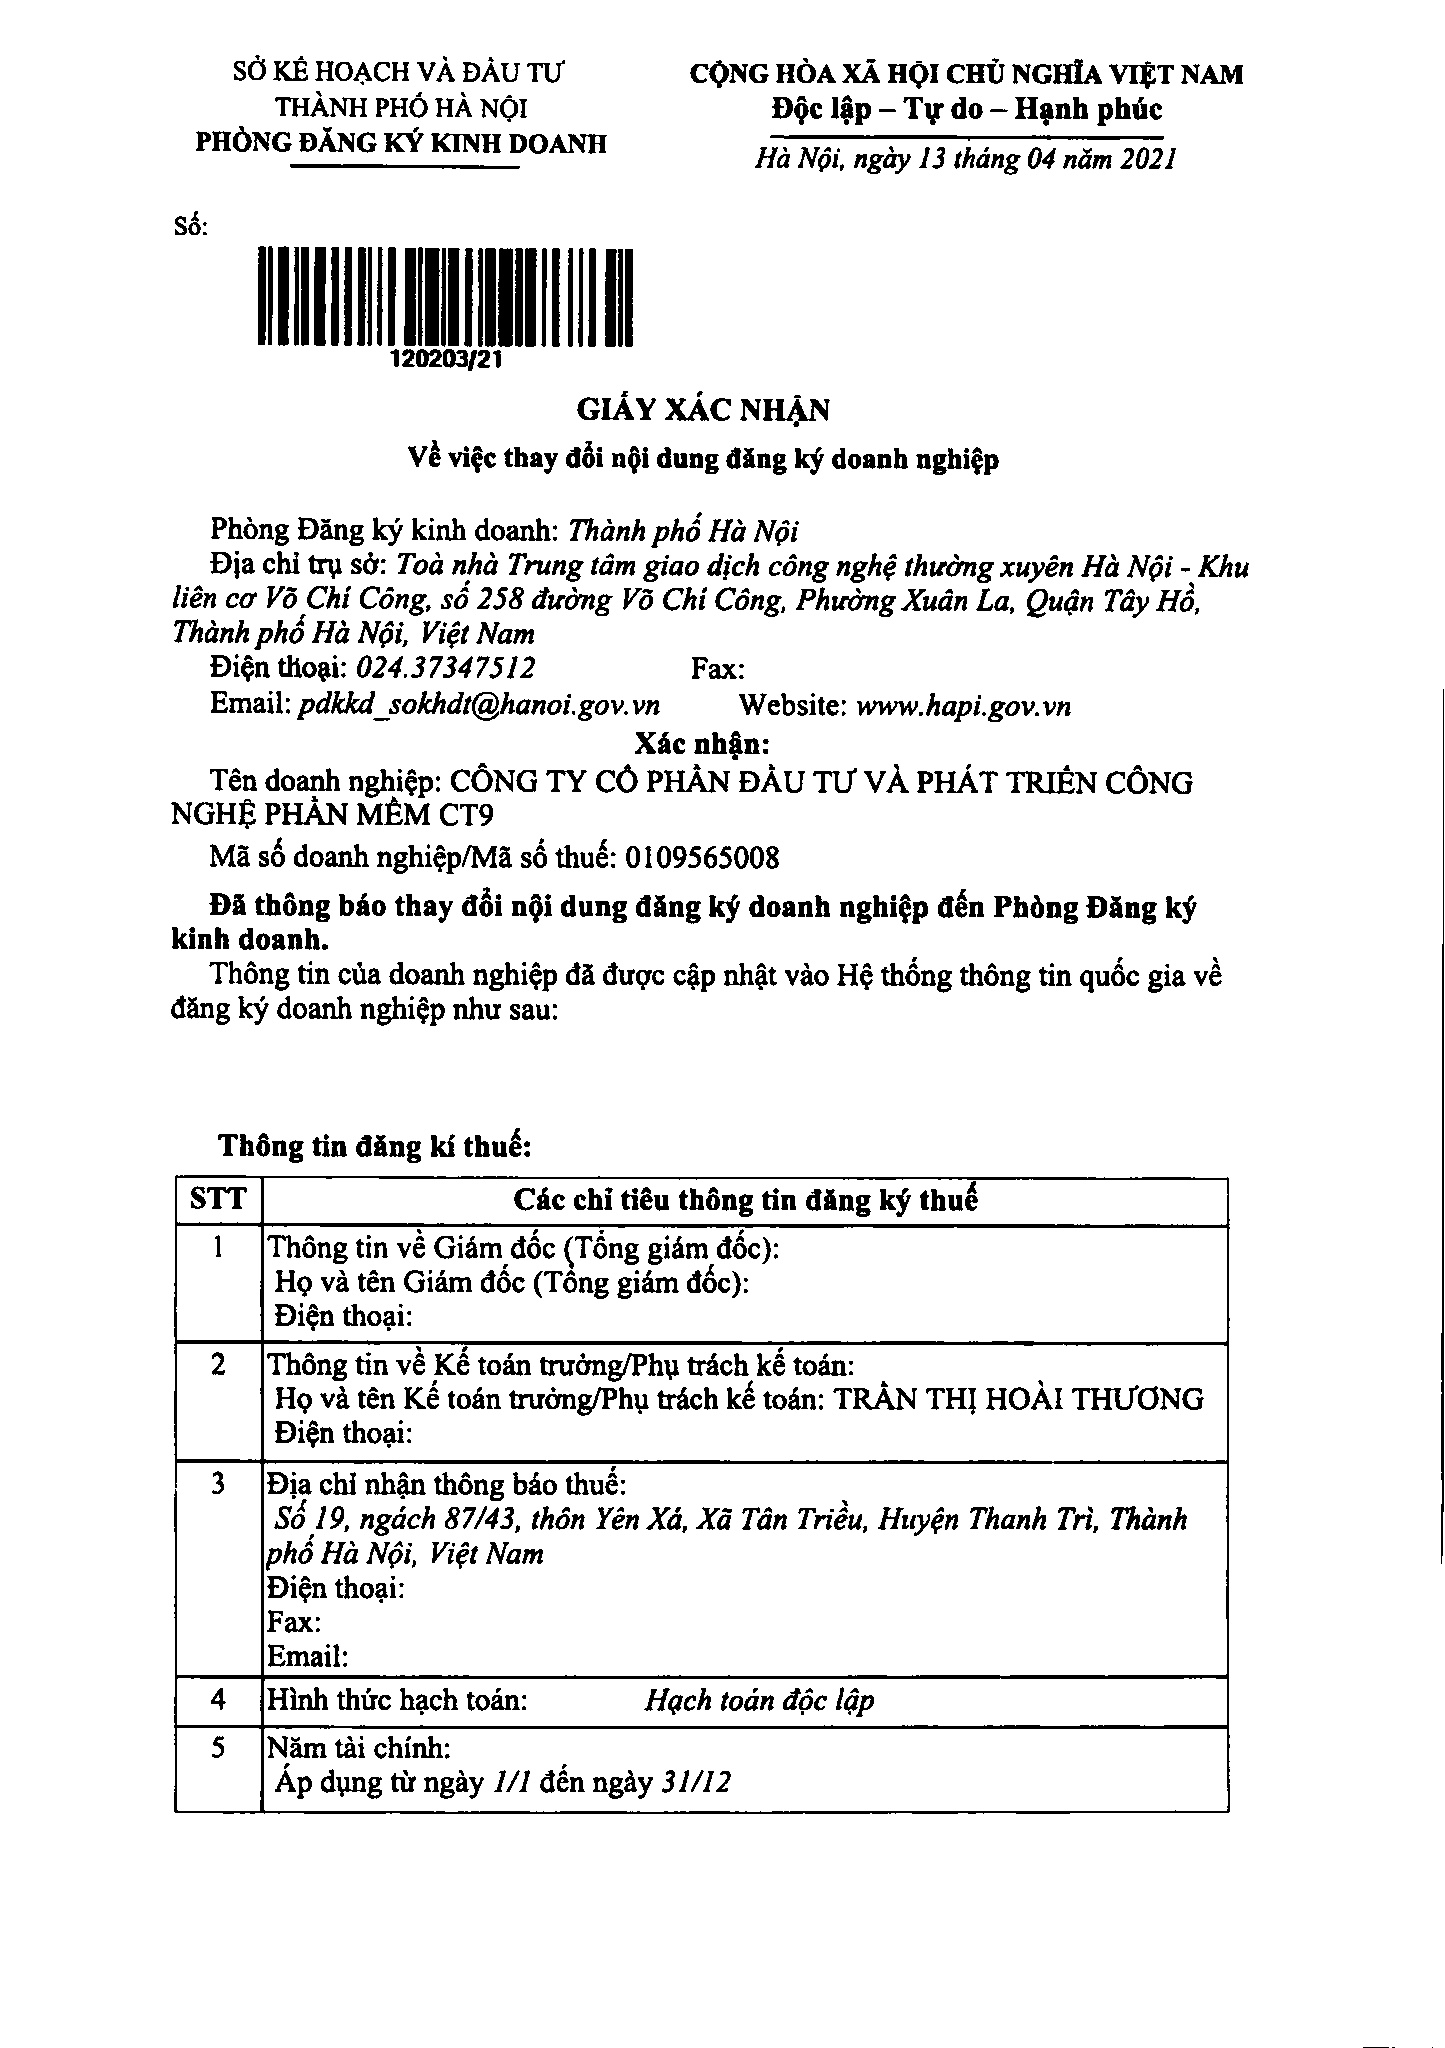 SỞ KẾ HOẠCH VÀ ĐẦU TƯ
THÀNH PHỐ HÀ NỘI
PHÒNG ĐĂNG KÝ KINH DOANH
CỘNG HÒA XÃ HỘI CHỦ NGHĨA VIỆT NAM
Độc lập – Tự do – Hạnh phúc
Hà Nội, ngày 13 tháng 04 năm 2021
Số:
120203/21
GIẤY XÁC NHẬN
Về việc thay đổi nội dung đăng ký doanh nghiệp
Phòng Đăng ký kinh doanh: Thành phố Hà Nội
Địa chỉ trụ sở: Toà nhà Trung tâm giao dịch công nghệ thường xuyên Hà Nội - Khu
liên cơ Võ Chí Công, số 258 đường Võ Chí Công, Phường Xuân La, Quận Tây Hồ,
Thành phố Hà Nội, Việt Nam
Điện thoại: 024.37347512 Fax:
Email: pdkkd_sokhdt@hanoi.gov.vn Website: www.hapi.gov.vn
Xác nhận:
Tên doanh nghiệp: CÔNG TY CỔ PHẦN ĐẦU TƯ VÀ PHÁT TRIỂN CÔNG
NGHỆ PHẦN MỀM CT9
Mã số doanh nghiệp/Mã số thuế: 0109565008
Đã thông báo thay đổi nội dung đăng ký doanh nghiệp đến Phòng Đăng ký
kinh doanh.
Thông tin của doanh nghiệp đã được cập nhật vào Hệ thống thông tin quốc gia về
đăng ký doanh nghiệp như sau:
Thông tin đăng kí thuế:
STT Các chỉ tiêu thông tin đăng ký thuế
1 Thông tin về Giám đốc (Tổng giám đốc):
Họ và tên Giám đốc (Tổng giám đốc):
Điện thoại:
2 Thông tin về Kế toán trưởng/Phụ trách kế toán:
Họ và tên Kế toán trưởng/Phụ trách kế toán: TRẦN THỊ HOÀI THƯƠNG
Điện thoại:
3 Địa chỉ nhận thông báo thuế:
Số 19, ngách 87/43, thôn Yên Xá, Xã Tân Triều, Huyện Thanh Trì, Thành
phố Hà Nội, Việt Nam
Điện thoại:
Fax:
Email:
4 Hình thức hạch toán: Hạch toán độc lập
5 Năm tài chính:
Áp dụng từ ngày 1/1 đến ngày 31/12